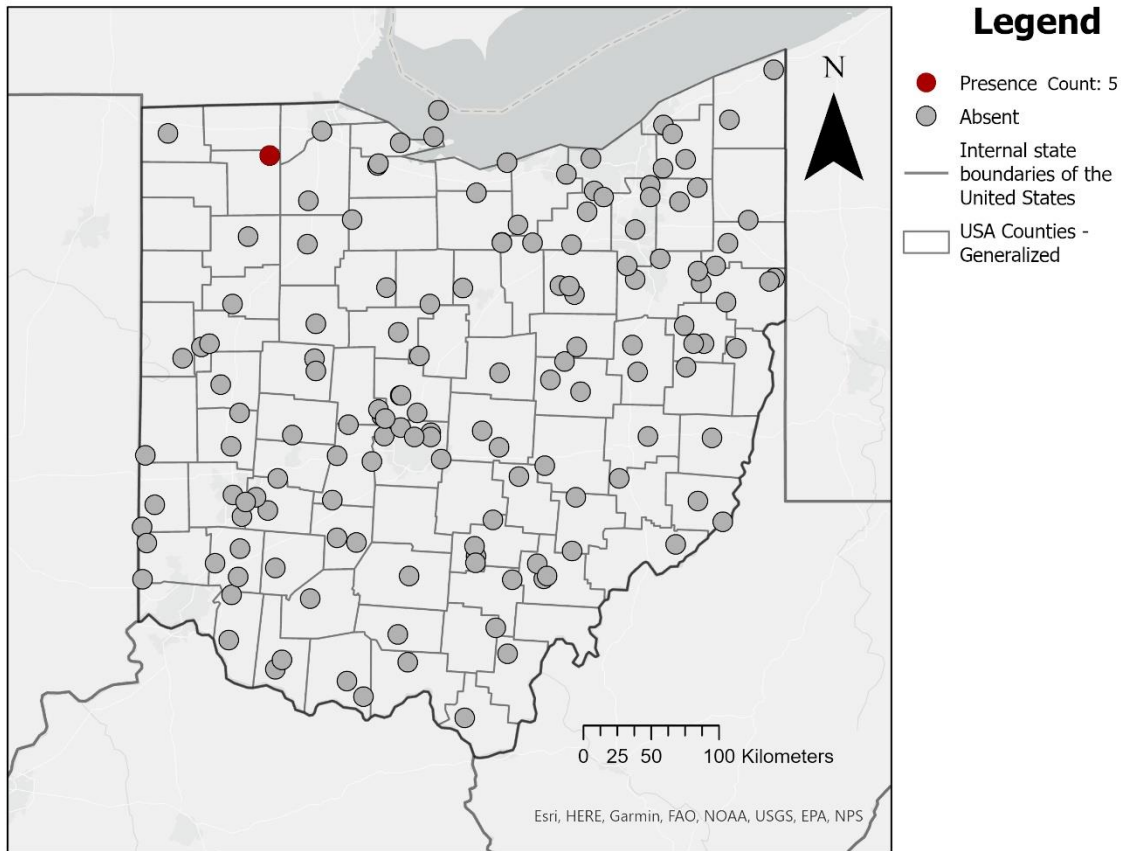 Legend
Presence Count: 5
Absent
Internal state
boundaries of the
United States
USA Counties -
Generalized
N
0 25 50 100 Kilometers
Esri, HERE, Garmin, FAO, NOAA, USGS, EPA, NPS